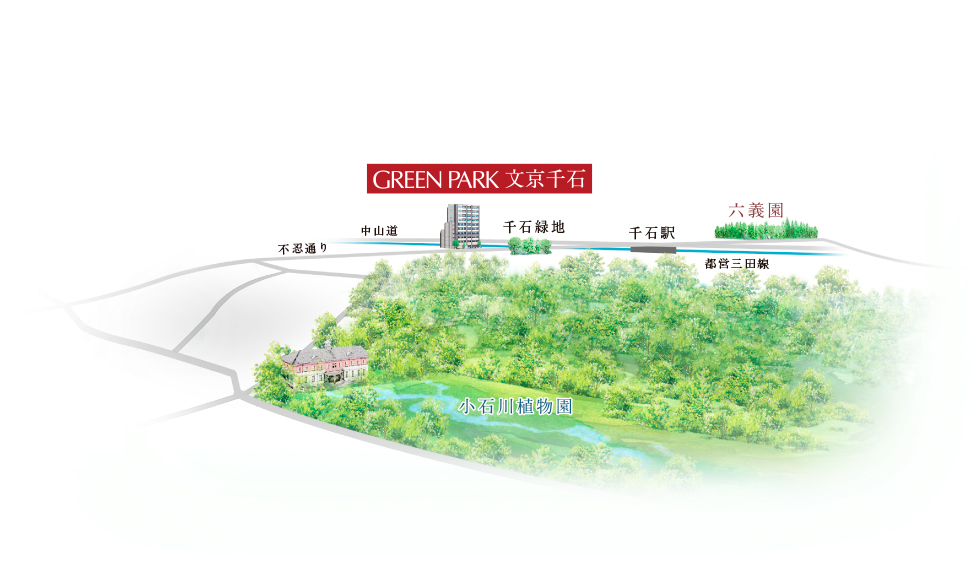 GREEN PARK 文京千石
六義園
中山道
千石緑地
千石駅
不忍通り
都営三田線
小石川植物園